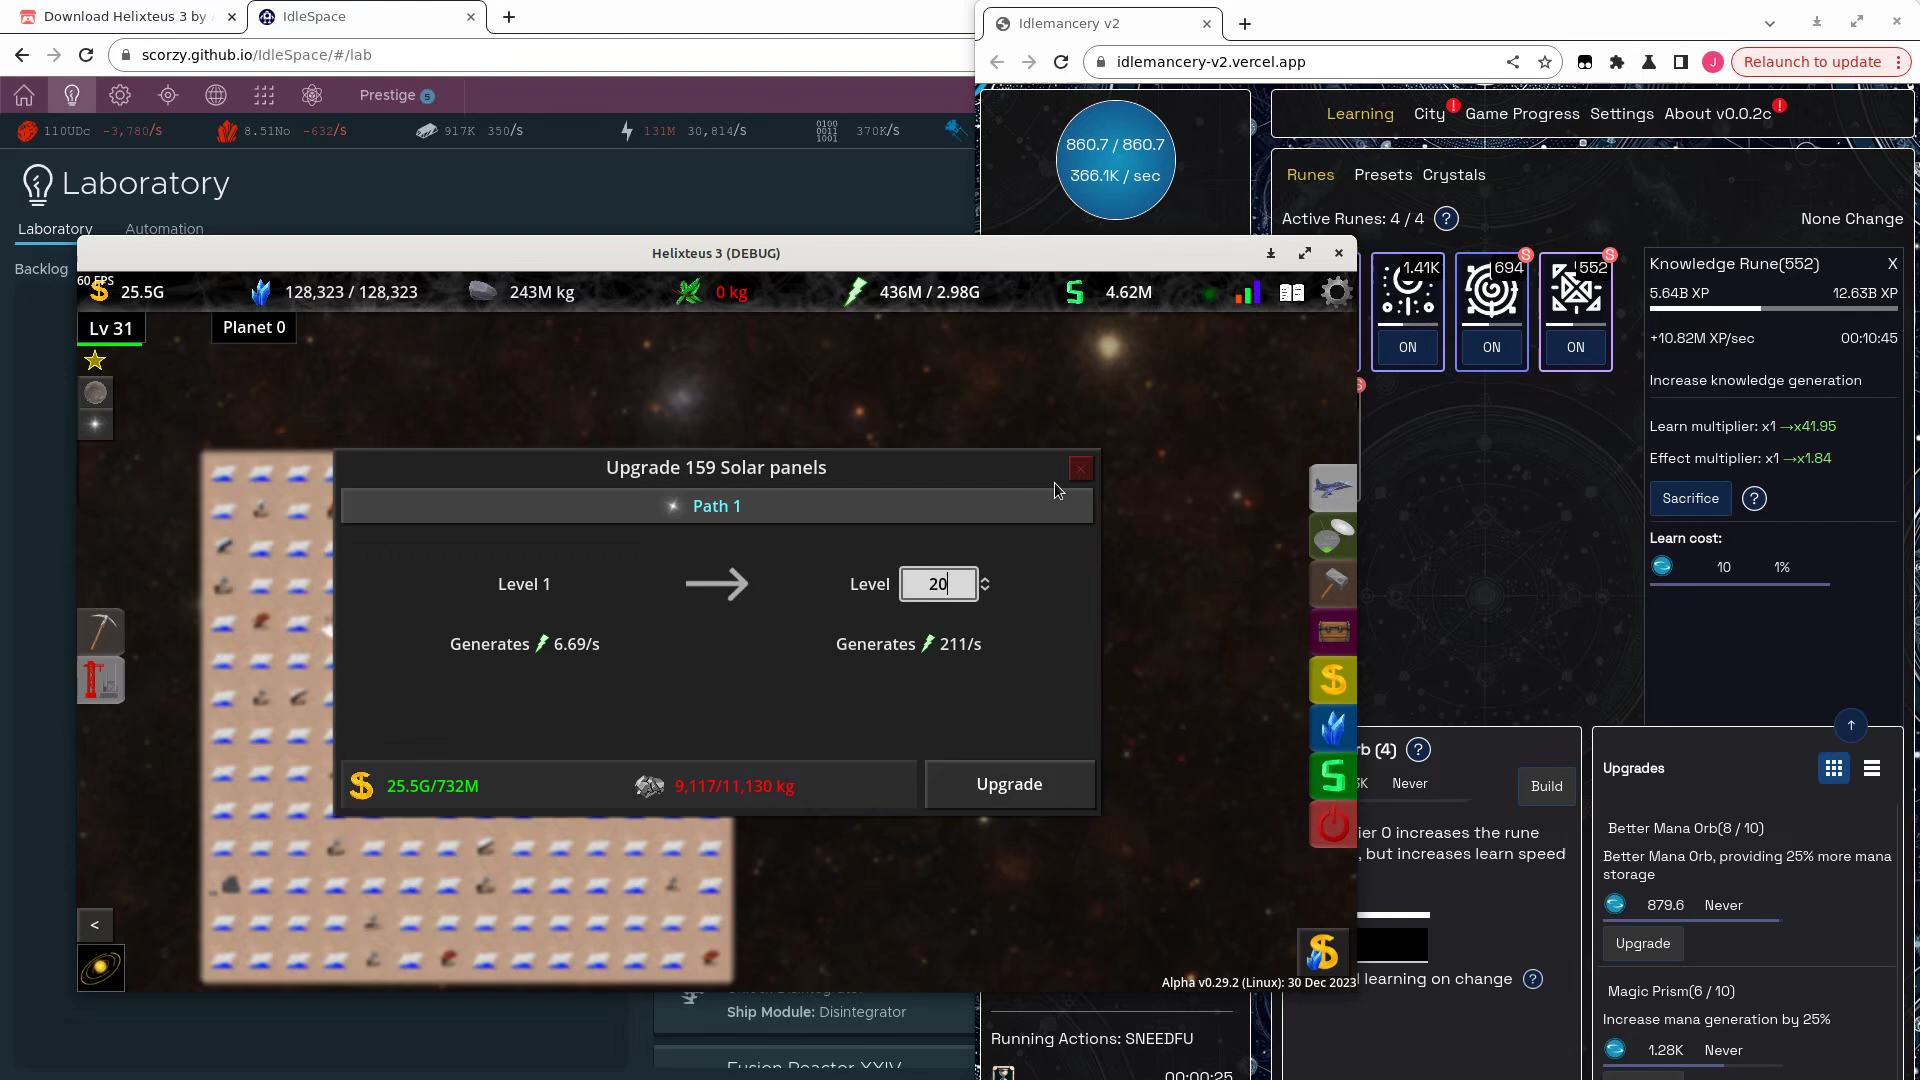 Download Helixteus 3 by
IdleSpace
scorzy.github.io/IdleSpace/#/lab
Prestige 5
110UDc -3,780/s
8.51No -632/s
917K 350/s
131M 30,814/s
370K/s
Laboratory
Laboratory
Automation
Backlog
Ship Module: Disintegrator
Fusion Reactor XXIV
Idlemancery v2
idlemancery-v2.vercel.app
J
Relaunch to update
860.7 / 860.7
366.1K / sec
Learning
City
Game Progress
Settings
About v0.0.2c
Runes
Presets
Crystals
Active Runes: 4 / 4 ?
None Change
1.41K
ON
S
694
ON
S
552
ON
Knowledge Rune(552)
X
5.64B XP
12.63B XP
+10.82M XP/sec
00:10:45
Increase knowledge generation
Learn multiplier: x1 →x41.95
Effect multiplier: x1 →x1.84
Sacrifice ?
Learn cost:
10
1%
rb (4) ?
Never
Build
ier 0 increases the rune
, but increases learn speed
learning on change ?
Upgrades
Better Mana Orb(8 / 10)
Better Mana Orb, providing 25% more mana
storage
879.6
Never
Upgrade
Magic Prism(6 / 10)
Increase mana generation by 25%
1.28K
Never
Running Actions: SNEEDFU
00:00:25
Helixteus 3 (DEBUG)
60 FPS
25.5G
128,323 / 128,323
243M kg
0 kg
436M / 2.98G
4.62M
Lv 31
Planet 0
Upgrade 159 Solar panels
Path 1
Level 1
Level 20
Generates 6.69/s
Generates 211/s
25.5G/732M
9,117/11,130 kg
Upgrade
<
Alpha v0.29.2 (Linux): 30 Dec 2023